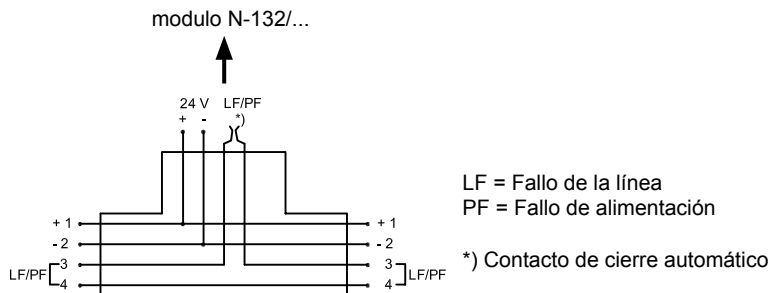 modulo N-132/...
24 V LF/PF
+ - *)
+ 1 + 1
- 2 - 2
3 3
LF/PF LF/PF
4 4
LF = Fallo de la línea
PF = Fallo de alimentación
*) Contacto de cierre automático